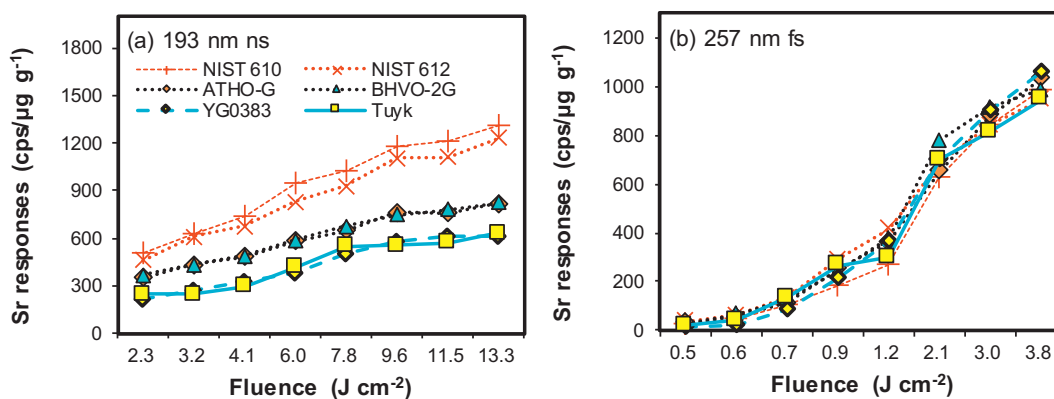 (a) 193 nm ns
NIST 610
NIST 612
ATHO-G
BHVO-2G
YG0383
Tuyk
Sr responses (cps/µg g-1)
1800
1500
1200
900
600
300
0
2.3 3.2 4.1 6.0 7.8 9.6 11.5 13.3
Fluence (J cm-2)
(b) 257 nm fs
Sr responses (cps/µg g-1)
1200
1000
800
600
400
200
0
0.5 0.6 0.7 0.9 1.2 2.1 3.0 3.8
Fluence (J cm-2)